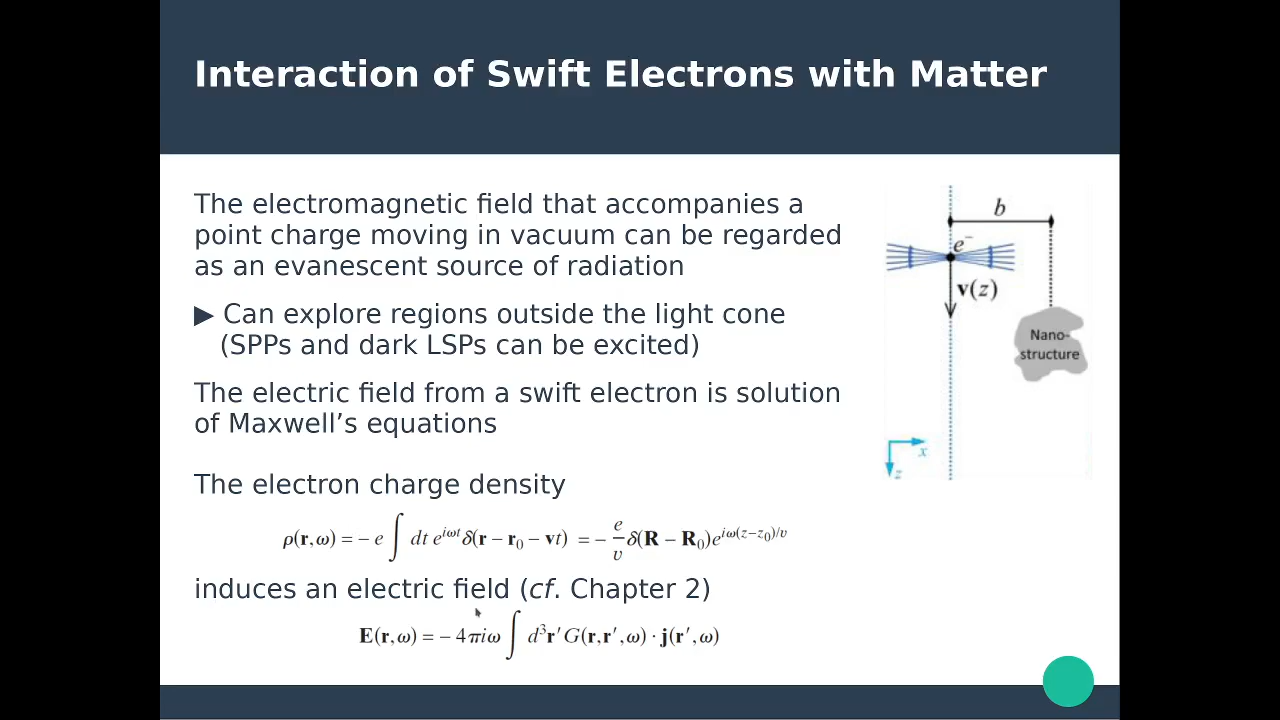 Interaction of Swift Electrons with Matter
The electromagnetic field that accompanies a
point charge moving in vacuum can be regarded
as an evanescent source of radiation
▶ Can explore regions outside the light cone
(SPPs and dark LSPs can be excited)
The electric field from a swift electron is solution
of Maxwell’s equations
The electron charge density
ρ(r,ω) = − e ∫ dt e^{iωt} δ(r − r₀ − vt) = − e/v δ(R − R₀)e^{iω(z−z₀)/v}
induces an electric field (cf. Chapter 2)
E(r,ω) = − 4πiω ∫ d³r′ G(r,r′,ω) · j(r′,ω)
b
e⁻
v(z)
Nano-
structure
x
z